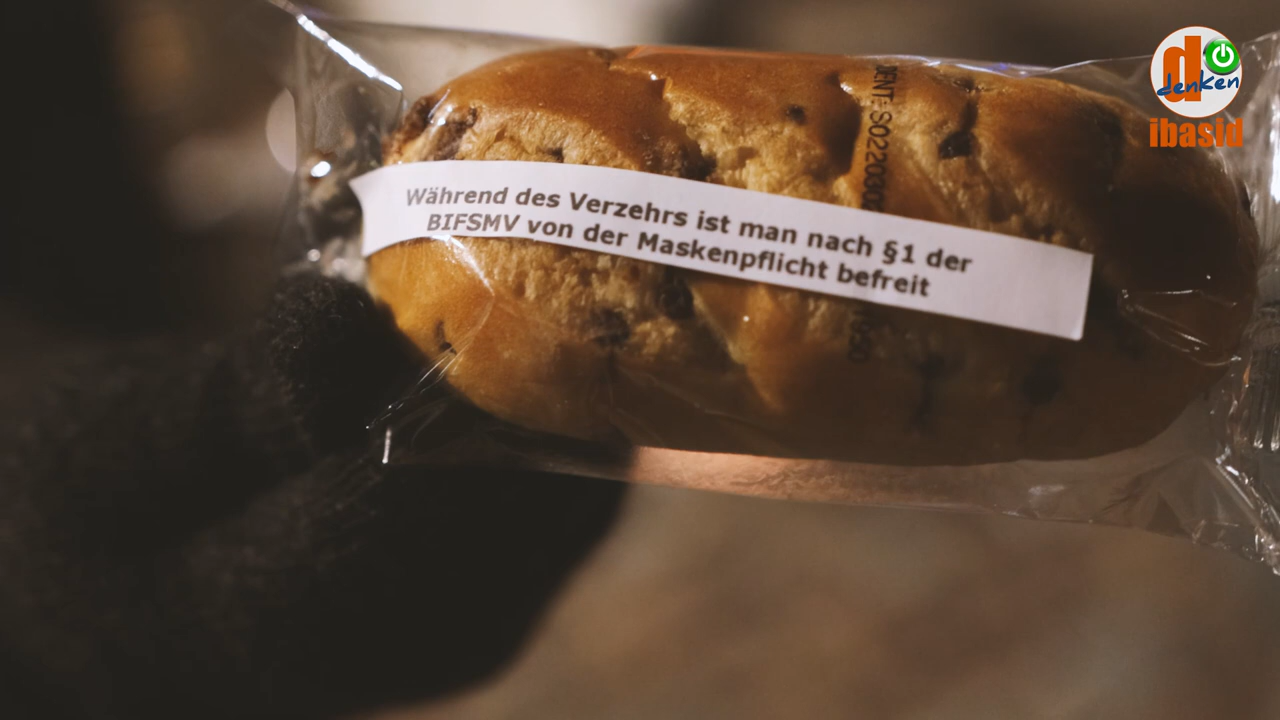 d
denken
ibasid
Während des Verzehrs ist man nach §1 der
BIFSMV von der Maskenpflicht befreit